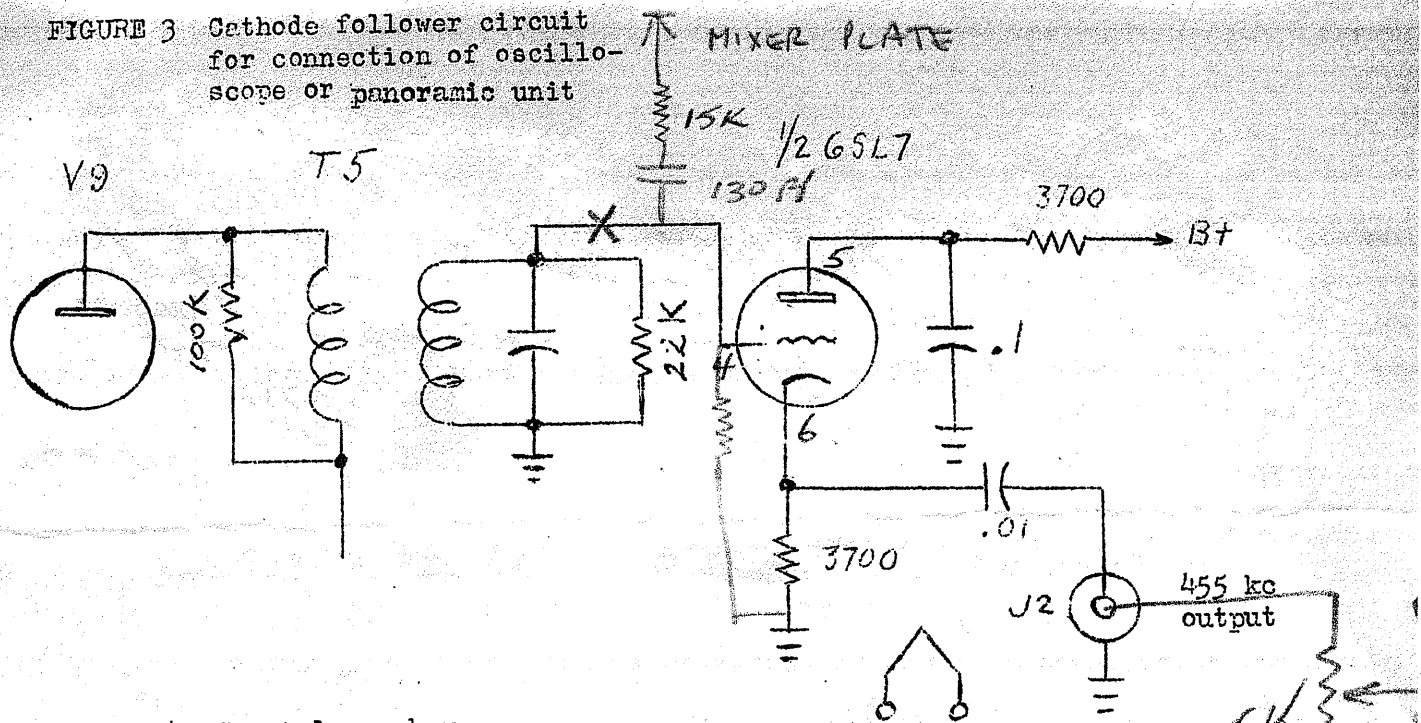 FIGURE 3 Cathode follower circuit
for connection of oscillo-
scope or panoramic unit
MIXER PLATE
15K
1/2 6SL7
130 Pf
V9
T5
3700
B+
5
100K
22K
4
.1
6
.01
3700
J2
455 kc
output